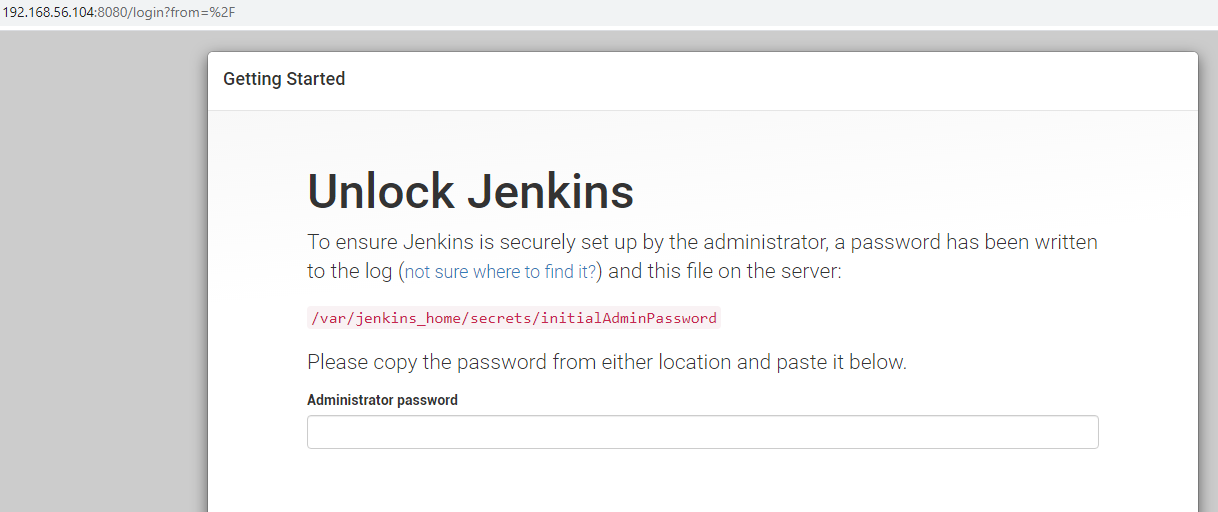 192.168.56.104:8080/login?from=%2F
Getting Started
Unlock Jenkins
To ensure Jenkins is securely set up by the administrator, a password has been written
to the log (not sure where to find it?) and this file on the server:
/var/jenkins_home/secrets/initialAdminPassword
Please copy the password from either location and paste it below.
Administrator password